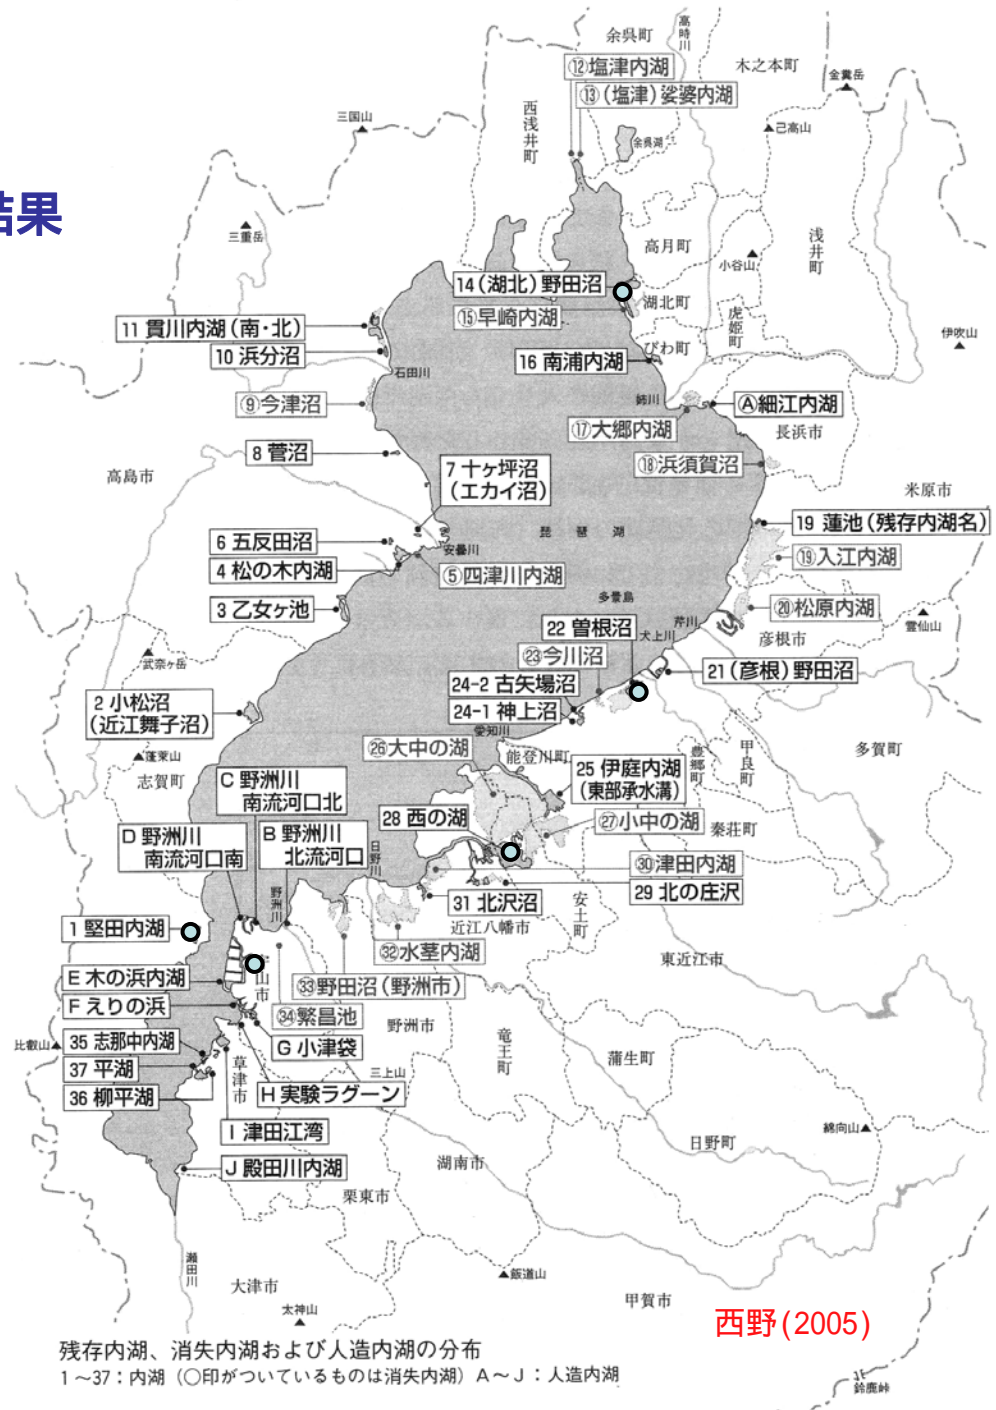 結果
余呉町
高時川
⑫塩津内湖
木之本町
⑬(塩津)娑婆内湖
金糞岳
西浅井町
三国山
己高山
余呉湖
三重岳
高月町
浅井町
小谷山
14(湖北)野田沼
湖北町
⑮早崎内湖
虎姫町
11 貫川内湖(南・北)
伊吹山
びわ町
10 浜分沼
16 南浦内湖
石田川
⑨今津沼
姉川
Ⓐ細江内湖
⑰大郷内湖
長浜市
8 菅沼
⑱浜須賀沼
7 十ヶ坪沼
(エカイ沼)
高島市
米原市
19 蓮池(残存内湖名)
琵琶湖
6 五反田沼
安曇川
⑲入江内湖
4 松の木内湖
⑤四津川内湖
多景島
3 乙女ヶ池
⑳松原内湖
芹川
霊仙山
22 曽根沼
犬上川
彦根市
㉓今川沼
武奈ヶ岳
21(彦根)野田沼
24-2 古矢場沼
2 小松沼
(近江舞子沼)
24-1 神上沼
愛知川
㉖大中の湖
能登川町
豊郷町
甲良町
多賀町
蓬莱山
志賀町
25 伊庭内湖
(東部承水溝)
C 野洲川
南流河口北
28 西の湖
㉗小中の湖
秦荘町
D 野洲川
南流河口南
B 野洲川
北流河口
日野川
㉚津田内湖
29 北の庄沢
野洲川
31 北沢沼
安土町
近江八幡市
1 堅田内湖
㉜水茎内湖
東近江市
山市
E 木の浜内湖
㉝野田沼(野洲市)
F えりの浜
㉞繁昌池
野洲市
竜王町
比叡山
35 志那中内湖
G 小津袋
蒲生町
37 平湖
草津市
三上山
36 柳平湖
H 実験ラグーン
綿向山
I 津田江湾
日野町
J 殿田川内湖
湖南市
栗東市
瀬田川
大津市
飯道山
甲賀市
太神山
西野(2005)
残存内湖、消失内湖および人造内湖の分布
1～37：内湖（○印がついているものは消失内湖）A～J：人造内湖
鈴鹿峠